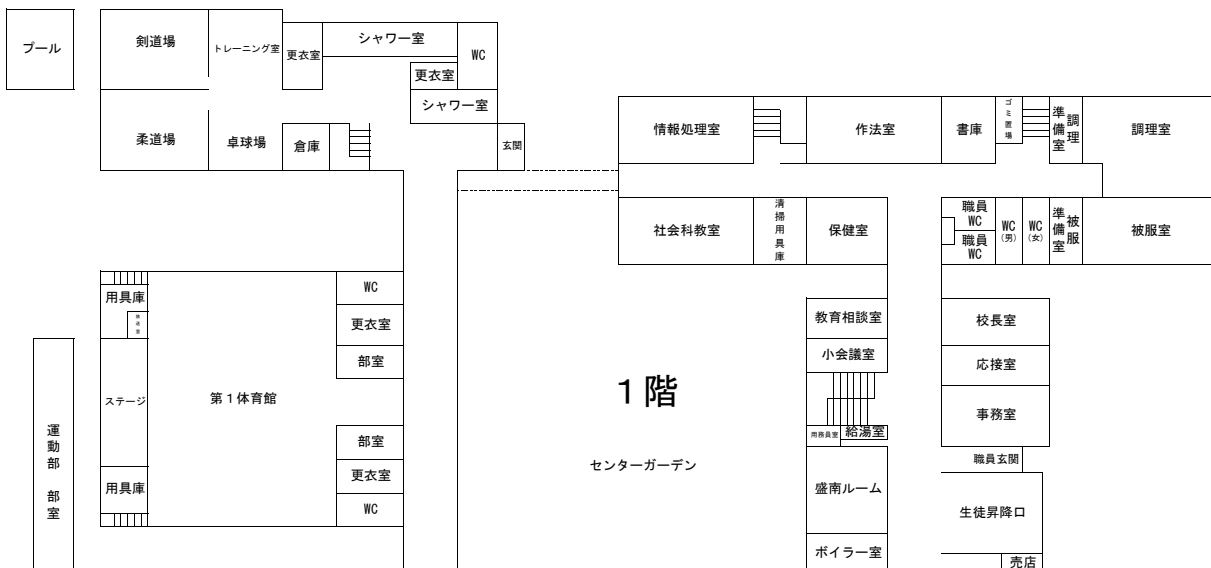 プール
剣道場
トレーニング室
更衣室
シャワー室
WC
更衣室
シャワー室
柔道場
卓球場
倉庫
玄関
情報処理室
作法室
書庫
ゴミ置場
調理
準備室
調理室
社会科教室
清掃用具庫
保健室
職員
WC
職員
WC
WC
(男)
WC
(女)
被服
準備室
被服室
用具庫
ステージ
用具庫
第1体育館
WC
更衣室
部室
部室
更衣室
WC
運動部 部室
1階
センターガーデン
教育相談室
小会議室
用務員室
給湯室
盛南ルーム
ボイラー室
校長室
応接室
事務室
職員玄関
生徒昇降口
売店